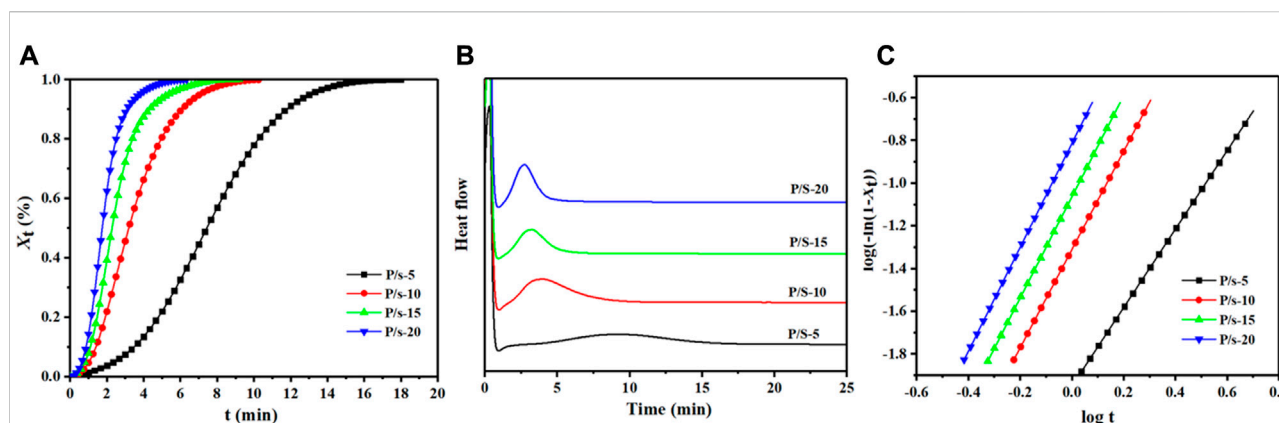 A
1.0
0.8
0.6
0.4
0.2
0.0
Xt (%)
P/s-5
P/s-10
P/s-15
P/s-20
0 2 4 6 8 10 12 14 16 18 20
t (min)
B
Heat flow
P/S-20
P/S-15
P/S-10
P/S-5
0 5 10 15 20 25
Time (min)
C
-0.6
-0.8
-1.0
-1.2
-1.4
-1.6
-1.8
log(-ln(1-Xt))
P/s-5
P/s-10
P/s-15
P/s-20
-0.6 -0.4 -0.2 0.0 0.2 0.4 0.6
log t